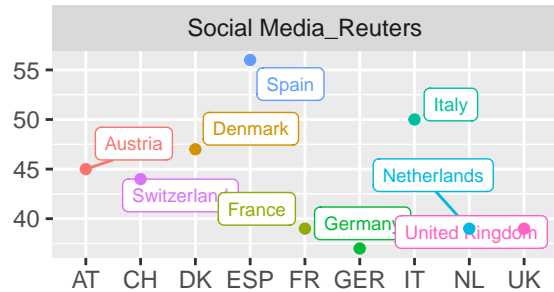 Social Media_Reuters
55
50
45
40
Spain
Italy
Denmark
Austria
Netherlands
Switzerland
France
Germany
United Kingdom
AT CH DK ESP FR GER IT NL UK